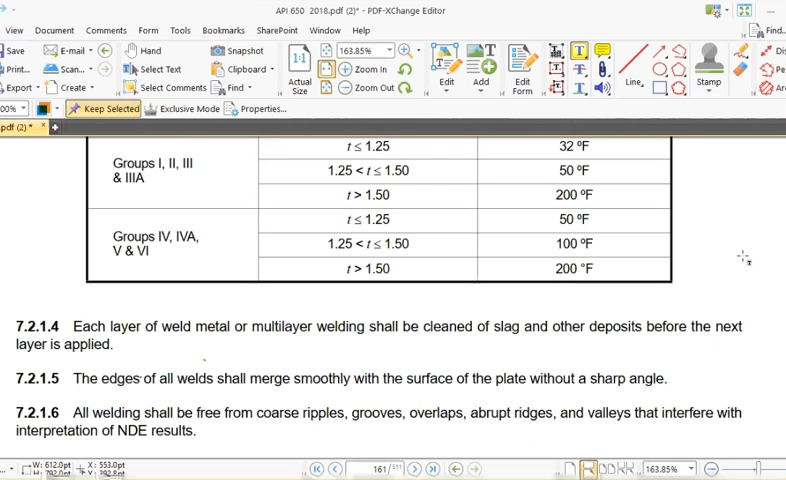 API 650 2018.pdf (2)* - PDF-XChange Editor
View Document Comments Form Tools Bookmarks SharePoint Window Help
Save E-mail Hand Snapshot Find
Print... Scan... Select Text Clipboard Actual Size 163.85% Zoom In Edit Add Edit Form Line Stamp
Export Create Select Comments Find Zoom Out
00% Keep Selected Exclusive Mode Properties...
.pdf (2) *
Groups I, II, III & IIIA
t ≤ 1.25 32 ºF
1.25 < t ≤ 1.50 50 ºF
t > 1.50 200 ºF
Groups IV, IVA, V & VI
t ≤ 1.25 50 ºF
1.25 < t ≤ 1.50 100 ºF
t > 1.50 200 °F
7.2.1.4 Each layer of weld metal or multilayer welding shall be cleaned of slag and other deposits before the next
layer is applied.
7.2.1.5 The edges of all welds shall merge smoothly with the surface of the plate without a sharp angle.
7.2.1.6 All welding shall be free from coarse ripples, grooves, overlaps, abrupt ridges, and valleys that interfere with
interpretation of NDE results.
W: 612.0pt X: 553.0pt
H: 792.0pt Y: 392.8pt
161 / 511 163.85%